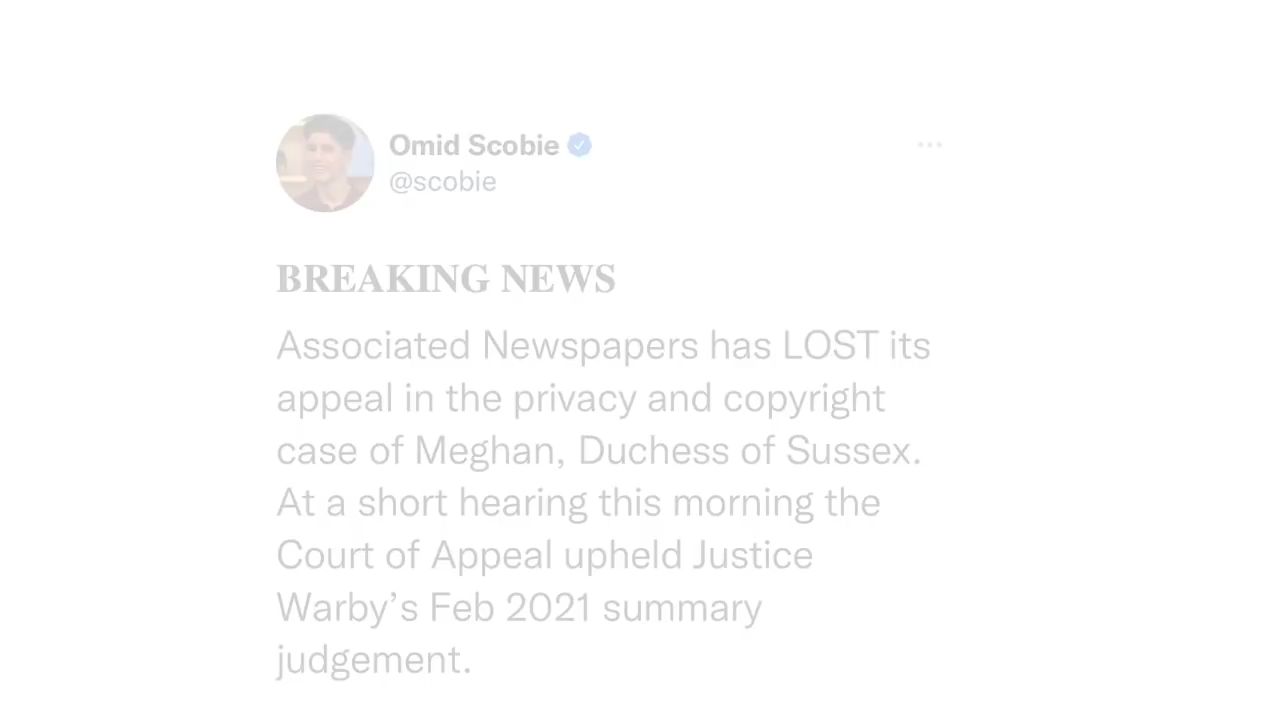 Omid Scobie
@scobie
BREAKING NEWS
Associated Newspapers has LOST its
appeal in the privacy and copyright
case of Meghan, Duchess of Sussex.
At a short hearing this morning the
Court of Appeal upheld Justice
Warby’s Feb 2021 summary
judgement.